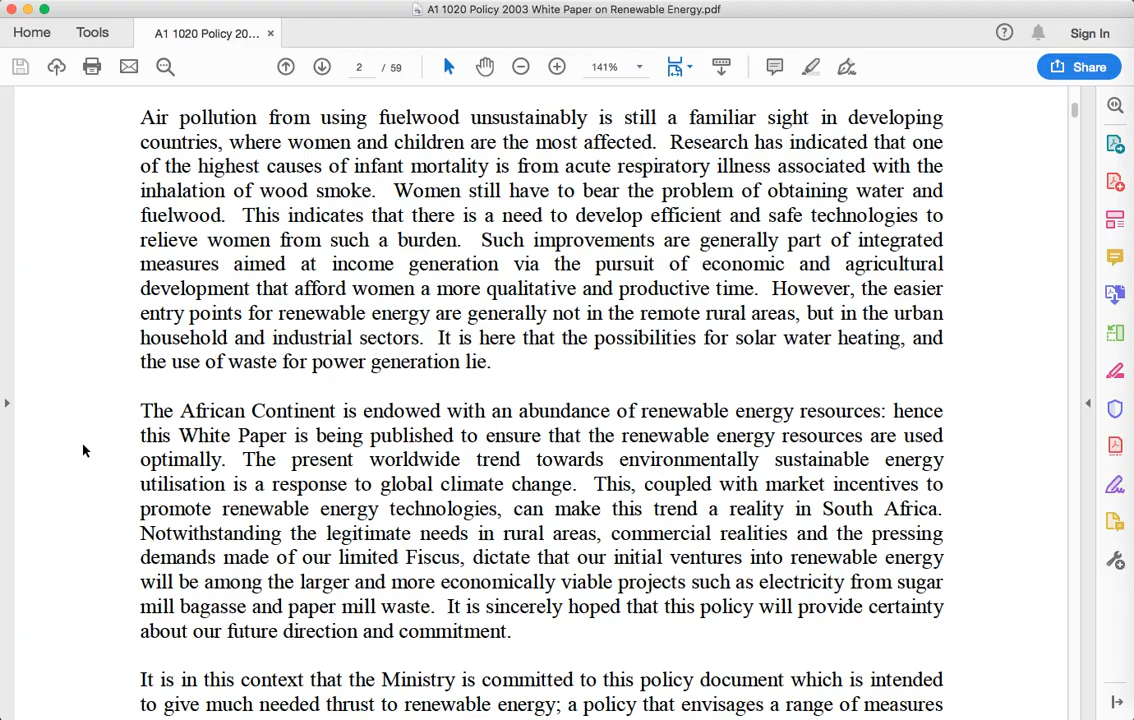 A1 1020 Policy 2003 White Paper on Renewable Energy.pdf
Home Tools A1 1020 Policy 20... × Sign In
2 / 59 141% Share
Air pollution from using fuelwood unsustainably is still a familiar sight in developing
countries, where women and children are the most affected. Research has indicated that one
of the highest causes of infant mortality is from acute respiratory illness associated with the
inhalation of wood smoke. Women still have to bear the problem of obtaining water and
fuelwood. This indicates that there is a need to develop efficient and safe technologies to
relieve women from such a burden. Such improvements are generally part of integrated
measures aimed at income generation via the pursuit of economic and agricultural
development that afford women a more qualitative and productive time. However, the easier
entry points for renewable energy are generally not in the remote rural areas, but in the urban
household and industrial sectors. It is here that the possibilities for solar water heating, and
the use of waste for power generation lie.
The African Continent is endowed with an abundance of renewable energy resources: hence
this White Paper is being published to ensure that the renewable energy resources are used
optimally. The present worldwide trend towards environmentally sustainable energy
utilisation is a response to global climate change. This, coupled with market incentives to
promote renewable energy technologies, can make this trend a reality in South Africa.
Notwithstanding the legitimate needs in rural areas, commercial realities and the pressing
demands made of our limited Fiscus, dictate that our initial ventures into renewable energy
will be among the larger and more economically viable projects such as electricity from sugar
mill bagasse and paper mill waste. It is sincerely hoped that this policy will provide certainty
about our future direction and commitment.
It is in this context that the Ministry is committed to this policy document which is intended
to give much needed thrust to renewable energy; a policy that envisages a range of measures